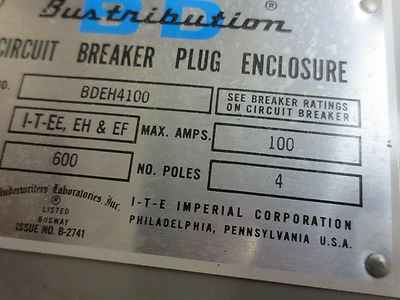 BD
Bustribution®
CIRCUIT BREAKER PLUG ENCLOSURE
NO. BDEH4100 SEE BREAKER RATINGS
ON CIRCUIT BREAKER
I-T-EE, EH & EF MAX. AMPS. 100
600 NO. POLES 4
Underwriters' Laboratories, Inc.
®
LISTED
BUSWAY
ISSUE NO. B-2741
I-T-E IMPERIAL CORPORATION
PHILADELPHIA, PENNSYLVANIA U.S.A.